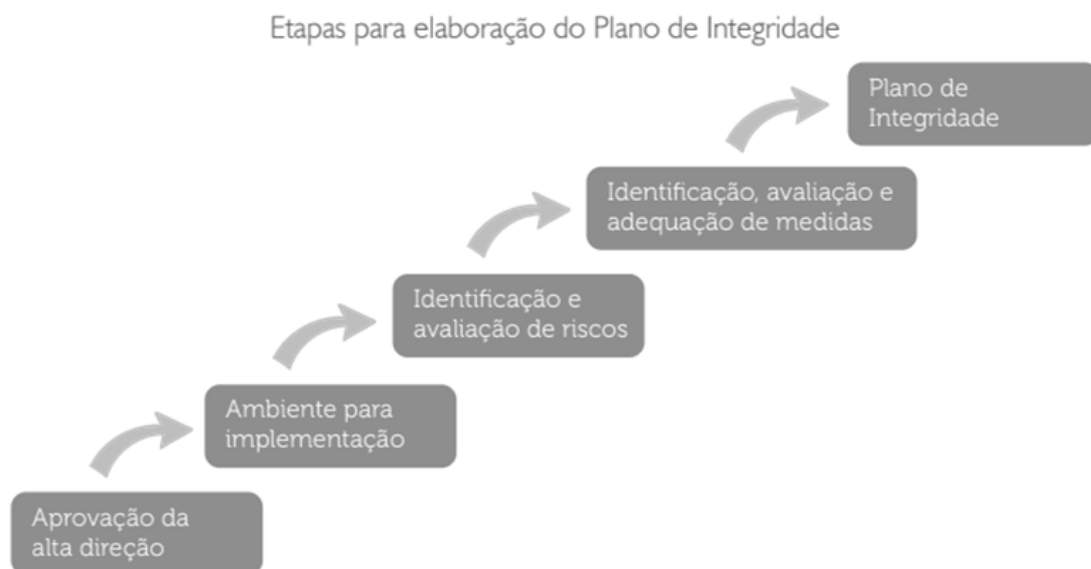 Etapas para elaboração do Plano de Integridade
Plano de
Integridade
Identificação, avaliação e
adequação de medidas
Identificação e
avaliação de riscos
Ambiente para
implementação
Aprovação da
alta direção